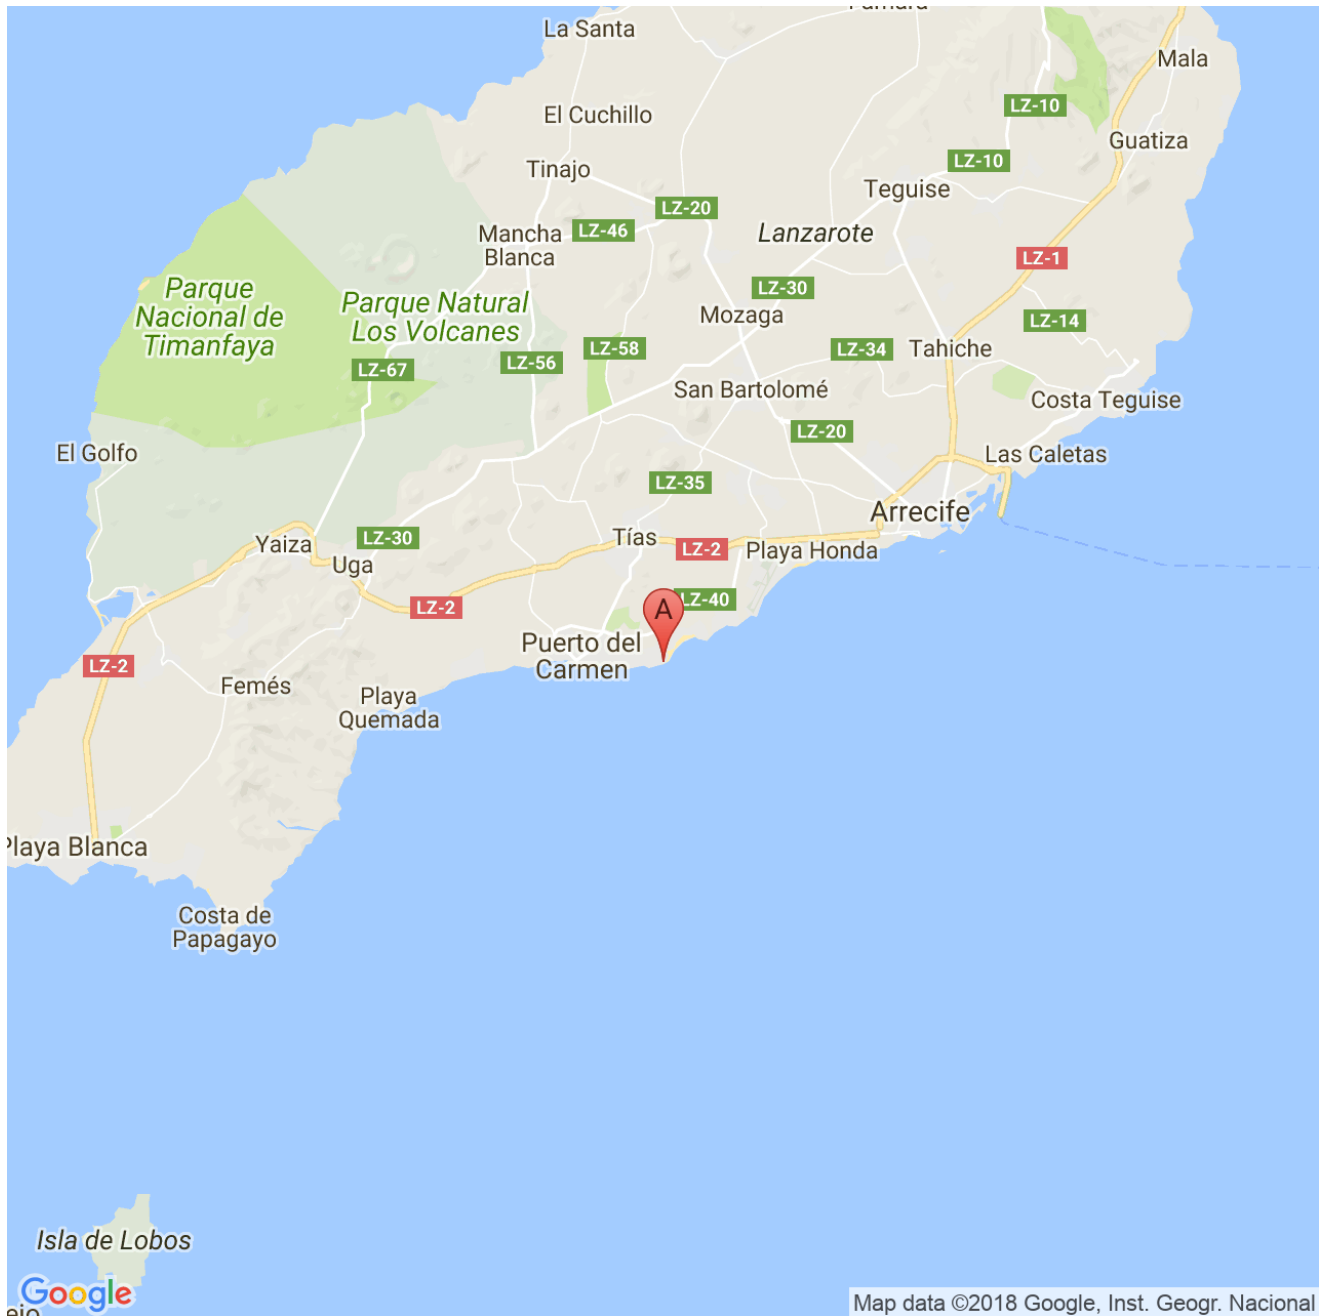 La Santa
Mala
LZ-10
El Cuchillo
Guatiza
LZ-10
Tinajo
Teguise
LZ-20
LZ-46
Mancha
Blanca
Lanzarote
LZ-1
Parque
Nacional de
Timanfaya
Parque Natural
Los Volcanes
LZ-30
Mozaga
LZ-14
LZ-58
LZ-34
Tahiche
LZ-56
LZ-67
San Bartolomé
Costa Teguise
LZ-20
El Golfo
Las Caletas
LZ-35
Arrecife
LZ-30
Tías
Yaiza
LZ-2
Playa Honda
Uga
LZ-40
A
LZ-2
Puerto del
Carmen
LZ-2
Femés
Playa
Quemada
Playa Blanca
Costa de
Papagayo
Isla de Lobos
Google
Map data ©2018 Google, Inst. Geogr. Nacional